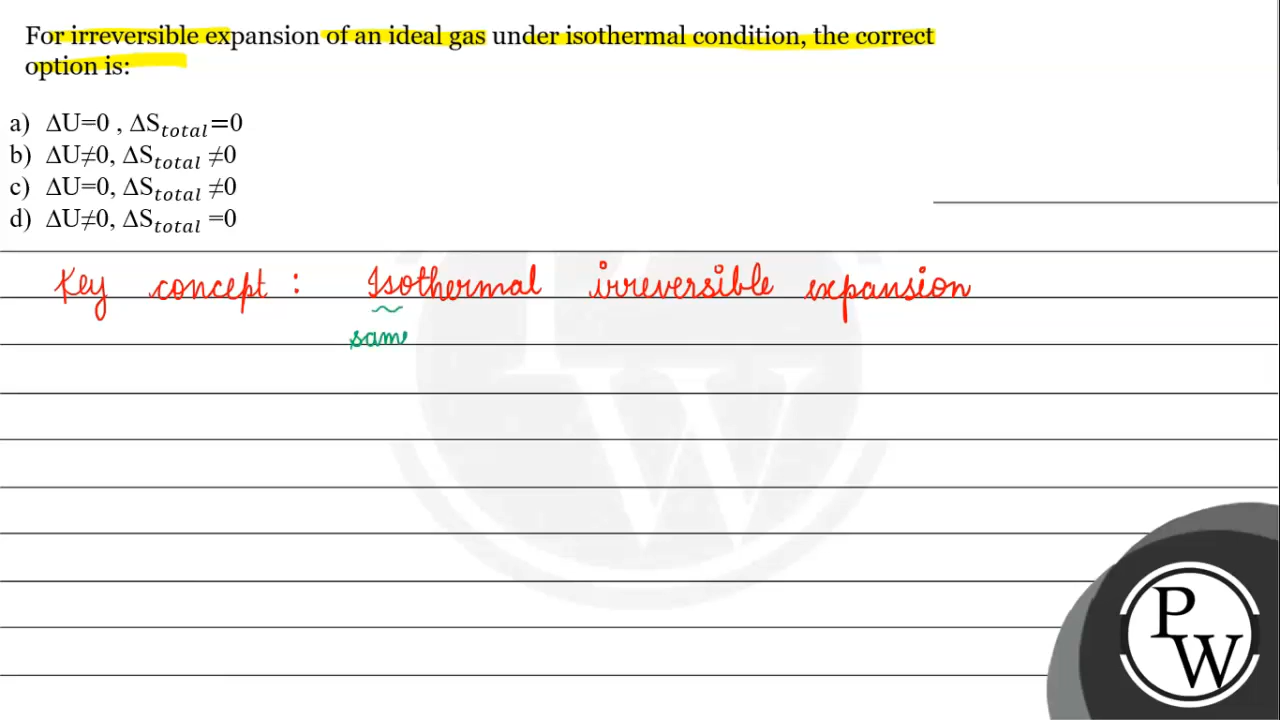 For irreversible expansion of an ideal gas under isothermal condition, the correct
option is:
a) ΔU=0 , ΔS_total=0
b) ΔU≠0, ΔS_total ≠0
c) ΔU=0, ΔS_total ≠0
d) ΔU≠0, ΔS_total =0
Key concept : Isothermal irreversible expansion
same
P
W